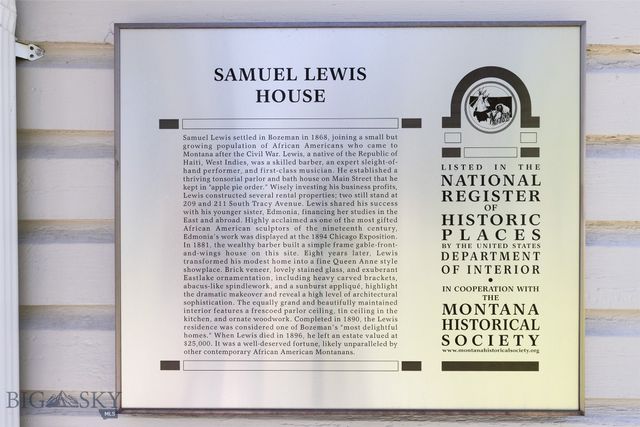 SAMUEL LEWIS
HOUSE
Samuel Lewis settled in Bozeman in 1868, joining a small but
growing population of African Americans who came to
Montana after the Civil War. Lewis, a native of the Republic of
Haiti, West Indies, was a skilled barber, an expert sleight-of-
hand performer, and first-class musician. He established a
thriving tonsorial parlor and bath house on Main Street that he
kept in "apple pie order." Wisely investing his business profits,
Lewis constructed several rental properties; two still stand at
209 and 211 South Tracy Avenue. Lewis shared his success
with his younger sister, Edmonia, financing her studies in the
East and abroad. Highly acclaimed as one of the most gifted
African American sculptors of the nineteenth century,
Edmonia's work was displayed at the 1894 Chicago Exposition.
In 1881, the wealthy barber built a simple frame gable-front-
and-wings house on this site. Eight years later, Lewis
transformed his modest home into a fine Queen Anne style
showplace. Brick veneer, lovely stained glass, and exuberant
Eastlake ornamentation, including heavy carved brackets,
abacus-like spindlework, and a sunburst appliqué, highlight
the dramatic makeover and reveal a high level of architectural
sophistication. The equally grand and beautifully maintained
interior features a frescoed parlor ceiling, tin ceiling in the
kitchen, and ornate woodwork. Completed in 1890, the Lewis
residence was considered one of Bozeman's "most delightful
homes." When Lewis died in 1896, he left an estate valued at
$25,000. It was a well-deserved fortune, likely unparalleled by
other contemporary African American Montanans.
LISTED IN THE
NATIONAL
REGISTER
OF
HISTORIC
PLACES
BY THE UNITED STATES
DEPARTMENT
OF INTERIOR
•
IN COOPERATION WITH
THE
MONTANA
HISTORICAL
SOCIETY
www.montanahistoricalsociety.org
BIG SKY
MLS